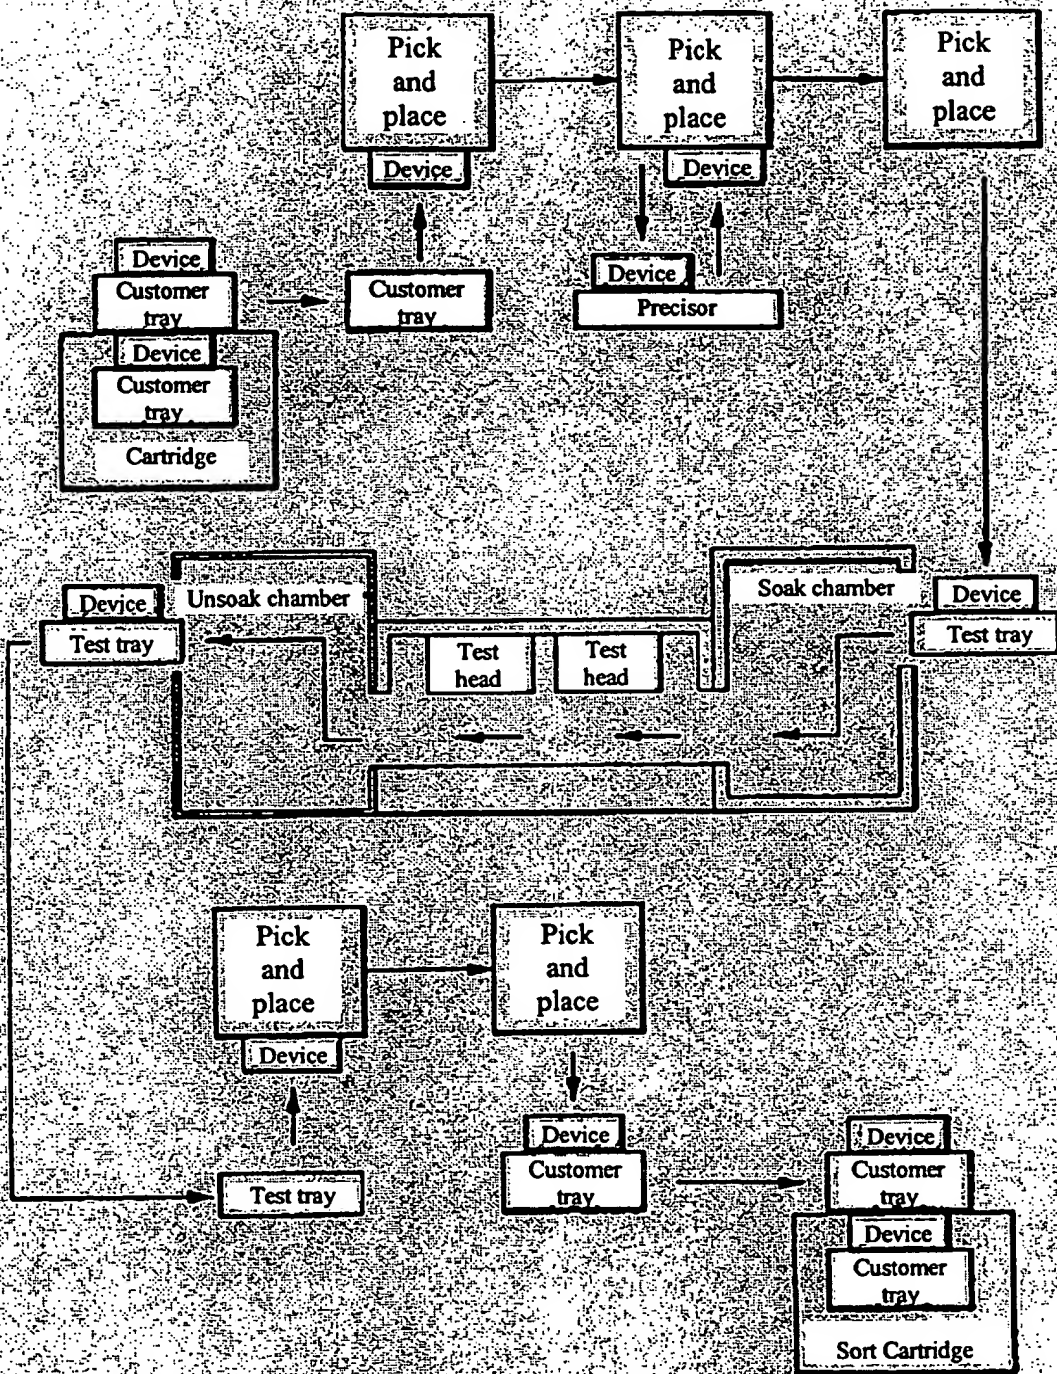 Pick
and
place
Device
Pick
and
place
Device
Pick
and
place
Device
Customer
tray
Device
Customer
tray
Cartridge
Customer
tray
Device
Precisor
Device
Test tray
Unsoak chamber
Test
head
Test
head
Soak chamber
Device
Test tray
Pick
and
place
Device
Test tray
Pick
and
place
Device
Customer
tray
Device
Customer
tray
Device
Customer
tray
Sort Cartridge